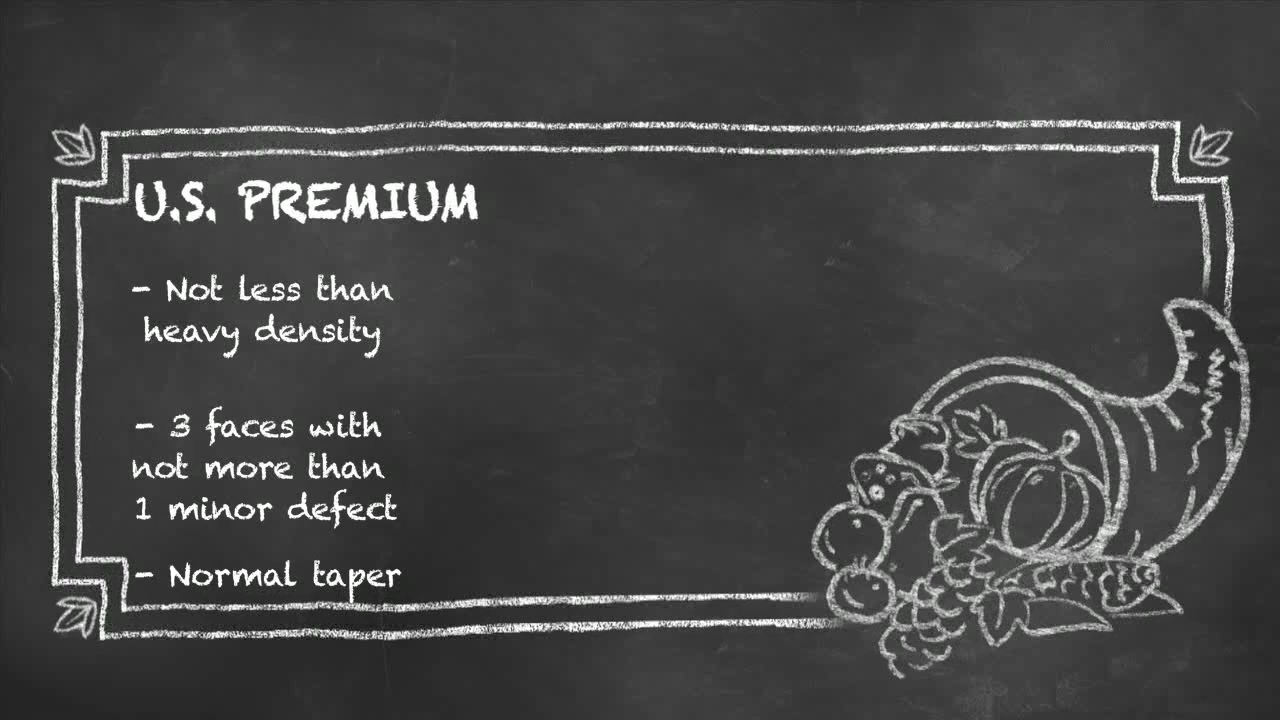 U.S. PREMIUM
- Not less than
heavy density
- 3 faces with
not more than
1 minor defect
- Normal taper